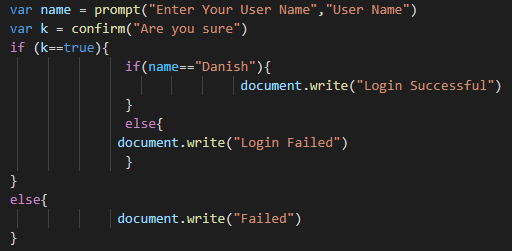 var name = prompt("Enter Your User Name","User Name")
var k = confirm("Are you sure")
if (k==true){
if(name=="Danish"){
document.write("Login Successful")
}
else{
document.write("Login Failed")
}
}
else{
document.write("Failed")
}